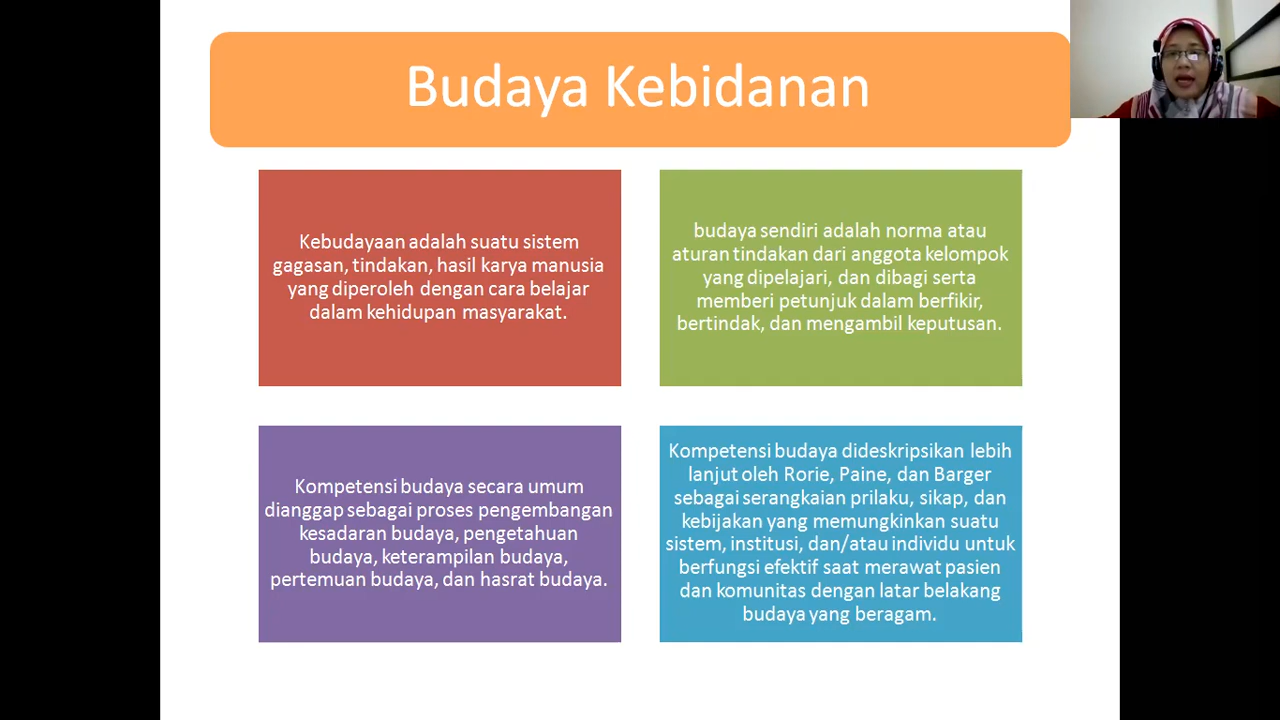 Budaya Kebidanan
Kebudayaan adalah suatu sistem
gagasan, tindakan, hasil karya manusia
yang diperoleh dengan cara belajar
dalam kehidupan masyarakat.
budaya sendiri adalah norma atau
aturan tindakan dari anggota kelompok
yang dipelajari, dan dibagi serta
memberi petunjuk dalam berfikir,
bertindak, dan mengambil keputusan.
Kompetensi budaya secara umum
dianggap sebagai proses pengembangan
kesadaran budaya, pengetahuan
budaya, keterampilan budaya,
pertemuan budaya, dan hasrat budaya.
Kompetensi budaya dideskripsikan lebih
lanjut oleh Rorie, Paine, dan Barger
sebagai serangkaian prilaku, sikap, dan
kebijakan yang memungkinkan suatu
sistem, institusi, dan/atau individu untuk
berfungsi efektif saat merawat pasien
dan komunitas dengan latar belakang
budaya yang beragam.